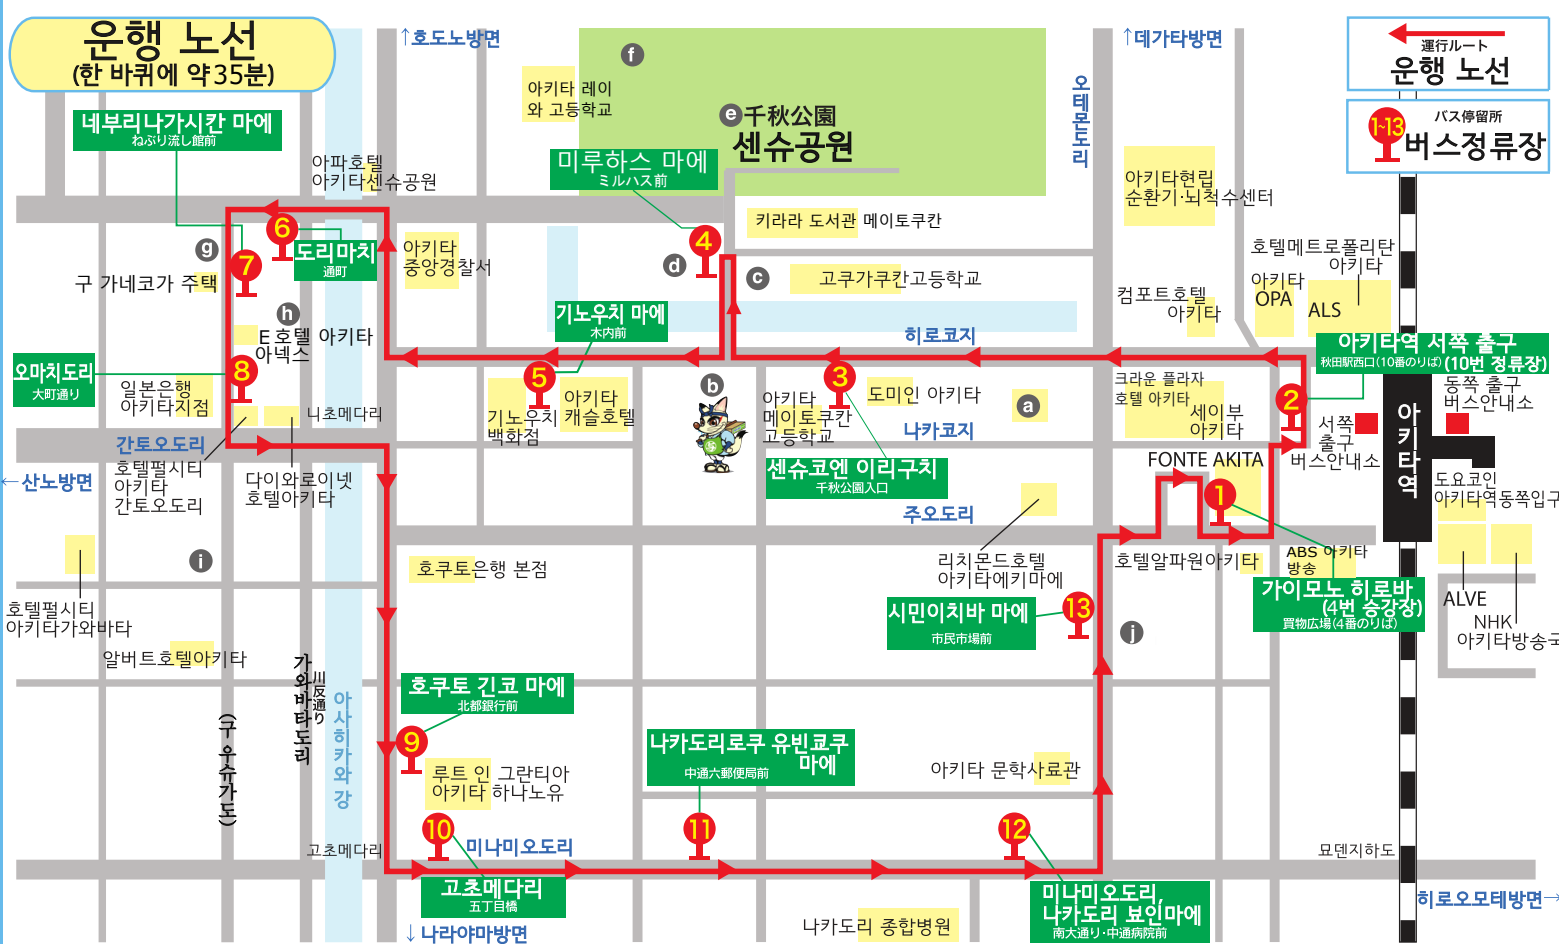 운행 노선
(한 바퀴에 약35분)
↑호도노방면
↑데가타방면
運行ルート
운행 노선
バス停留所
1~13
버스정류장
f
아키타 레이
와 고등학교
e
千秋公園
센슈공원
오테몬도리
네부리나가시칸 마에
ねぶり流し館前
아파호텔
아키타센슈공원
미루하스 마에
ミルハス前
아키타현립
순환기·뇌척수센터
키라라 도서관 메이토쿠칸
6
4
g
도리마치
通町
아키타
중앙경찰서
d
c
호텔메트로폴리탄
아키타
7
구 가네코가 주택
고쿠가쿠칸고등학교
아키타
OPA
ALS
컴포트호텔
아키타
h
기노우치 마에
木内前
E호텔 아키타
아넥스
히로코지
아키타역 서쪽 출구
秋田駅西口(10番のりば)(10번 정류장)
오마치도리
大町通り
8
5
3
b
일본은행
아키타지점
니초메다리
기노우치
백화점
아키타
캐슬호텔
아키타
메이토쿠칸
고등학교
도미인 아키타
a
크라운 플라자
호텔 아키타
세이부
아키타
2
동쪽 출구
버스안내소
서쪽
출구
버스안내소
아키타역
간토오도리
나카코지
호텔펄시티
아키타
간토오도리
다이와로이넷
호텔아키타
←산노방면
센슈코엔 이리구치
千秋公園入口
FONTE AKITA
1
도요코인
아키타역동쪽입구
주오도리
i
호쿠토은행 본점
리치몬드호텔
아키타에키마에
호텔알파원아키타
ABS 아키타
방송
호텔펄시티
아키타가와바타
시민이치바 마에
市民市場前
13
j
가이모노 히로바
(4번 승강장)
買物広場(4番のりば)
ALVE
NHK
아키타방송국
알버트호텔아키타
가와바타도리
川反通り
아사히카와 강
(구 우슈가도)
호쿠토 긴코 마에
北都銀行前
9
루트 인 그란티아
아키타 하나노유
나카도리로쿠 유빈쿄쿠
마에
中通六郵便局前
아키타 문학사료관
10
11
12
고초메다리
미나미오도리
묘덴지하도
고초메다리
五丁目橋
미나미오도리,
나카도리 뵤인마에
南大通り・中通病院前
히로오모테방면→
나카도리 종합병원
↓나라야마방면